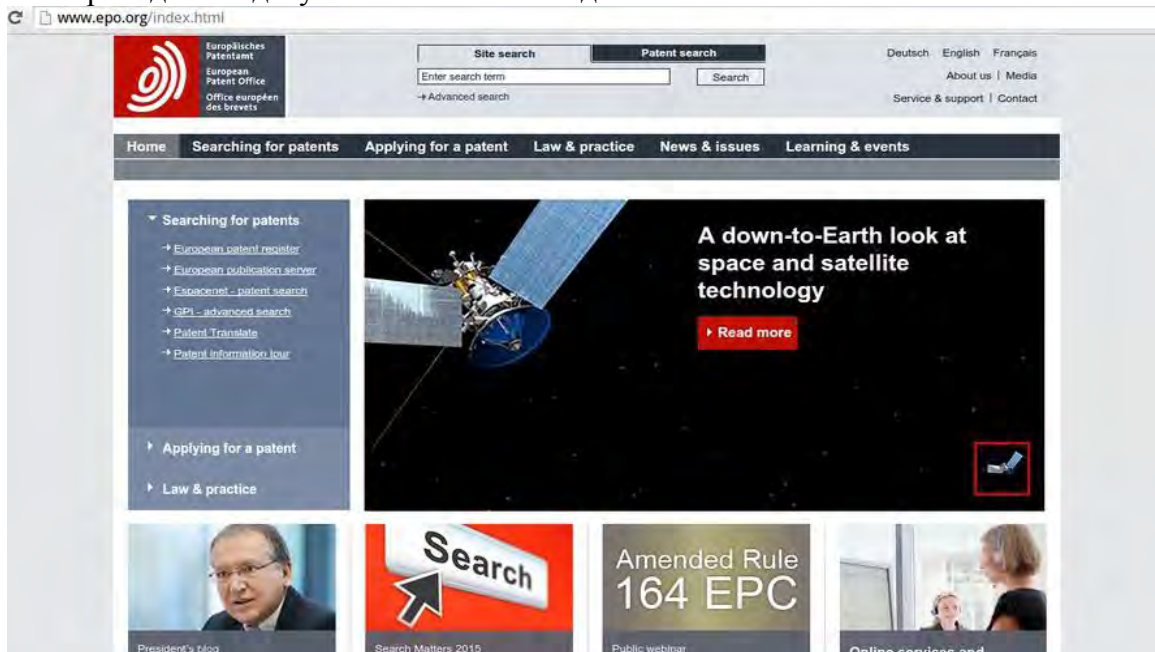 www.epo.org/index.html
Europäisches
Patentamt
European
Patent Office
Office européen
des brevets
Site search
Patent search
Enter search term
Search
Advanced search
Deutsch English Français
About us | Media
Service & support | Contact
Home Searching for patents Applying for a patent Law & practice News & issues Learning & events
Searching for patents
European patent register
European publication server
Espacenet - patent search
GPI - advanced search
Patent Translate
Patent information tour
Applying for a patent
Law & practice
A down-to-Earth look at
space and satellite
technology
Read more
Search
Amended Rule
164 EPC
President's blog
Search Matters 2015
Public webinar
Online services and